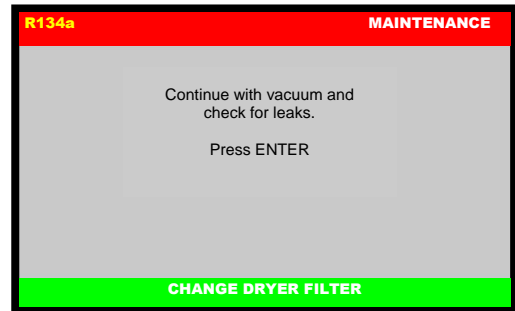 R134a MAINTENANCE
Continue with vacuum and
check for leaks.
Press ENTER
CHANGE DRYER FILTER